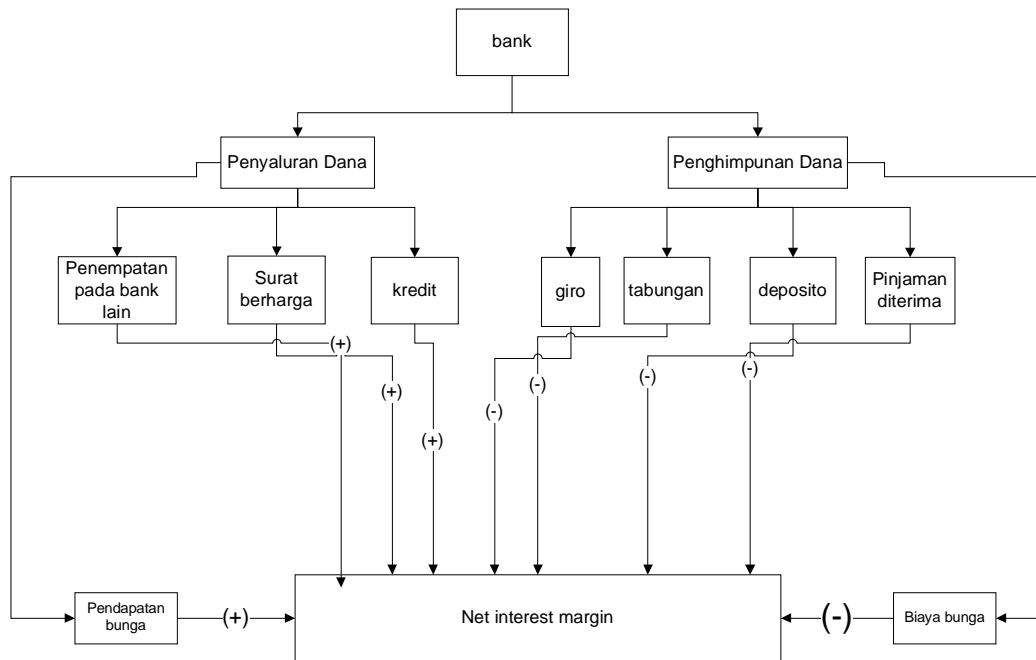 bank
Penyaluran Dana
Penghimpunan Dana
Penempatan
pada bank
lain
Surat
berharga
kredit
giro
tabungan
deposito
Pinjaman
diterima
(+)
(+)
(+)
(-)
(-)
(-)
(-)
Pendapatan
bunga
(+)
Net interest margin
(-)
Biaya bunga